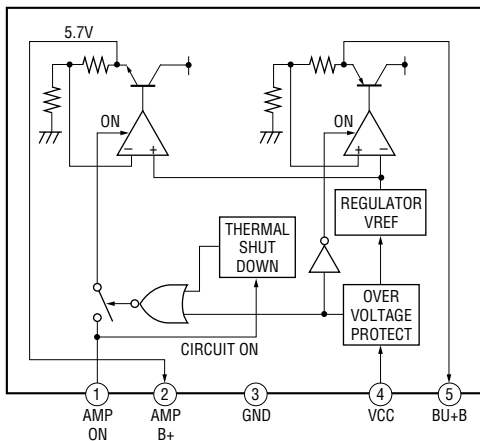 5.7V
ON
ON
−
+
+
−
REGULATOR
VREF
THERMAL
SHUT
DOWN
OVER
VOLTAGE
PROTECT
CIRCUIT ON
1
2
3
4
5
AMP
ON
AMP
B+
GND
VCC
BU+B